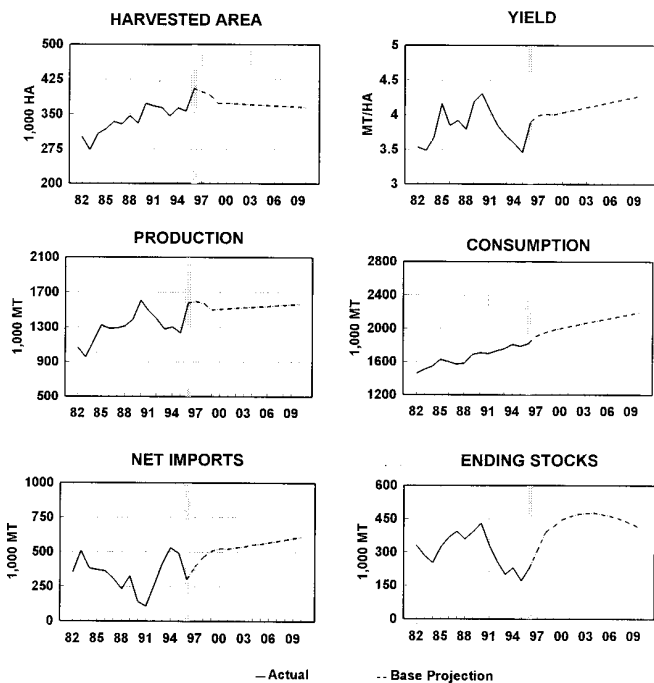 HARVESTED AREA
1,000 HA
500
425
350
275
200
82 85 88 91 94 97 00 03 06 09
YIELD
MT/HA
5
4.5
4
3.5
3
82 85 88 91 94 97 00 03 06 09
PRODUCTION
1,000 MT
2100
1700
1300
900
500
82 85 88 91 94 97 00 03 06 09
CONSUMPTION
1,000 MT
2800
2400
2000
1600
1200
82 85 88 91 94 97 00 03 06 09
NET IMPORTS
1,000 MT
1000
750
500
250
0
82 85 88 91 94 97 00 03 06 09
ENDING STOCKS
1,000 MT
600
450
300
150
0
82 85 88 91 94 97 00 03 06 09
Actual
Base Projection